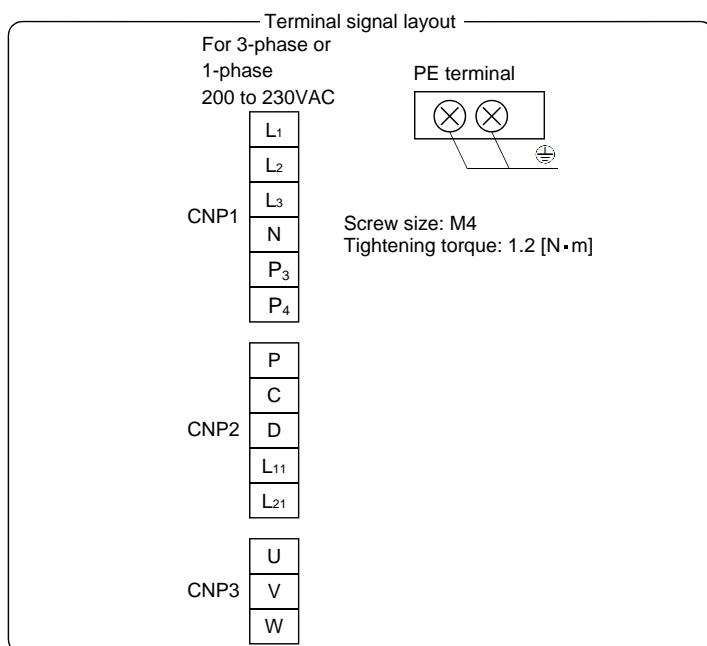 Terminal signal layout
For 3-phase or
1-phase
200 to 230VAC
PE terminal
CNP1
L1
L2
L3
N
P3
P4
Screw size: M4
Tightening torque: 1.2 [N▪m]
CNP2
P
C
D
L11
L21
CNP3
U
V
W